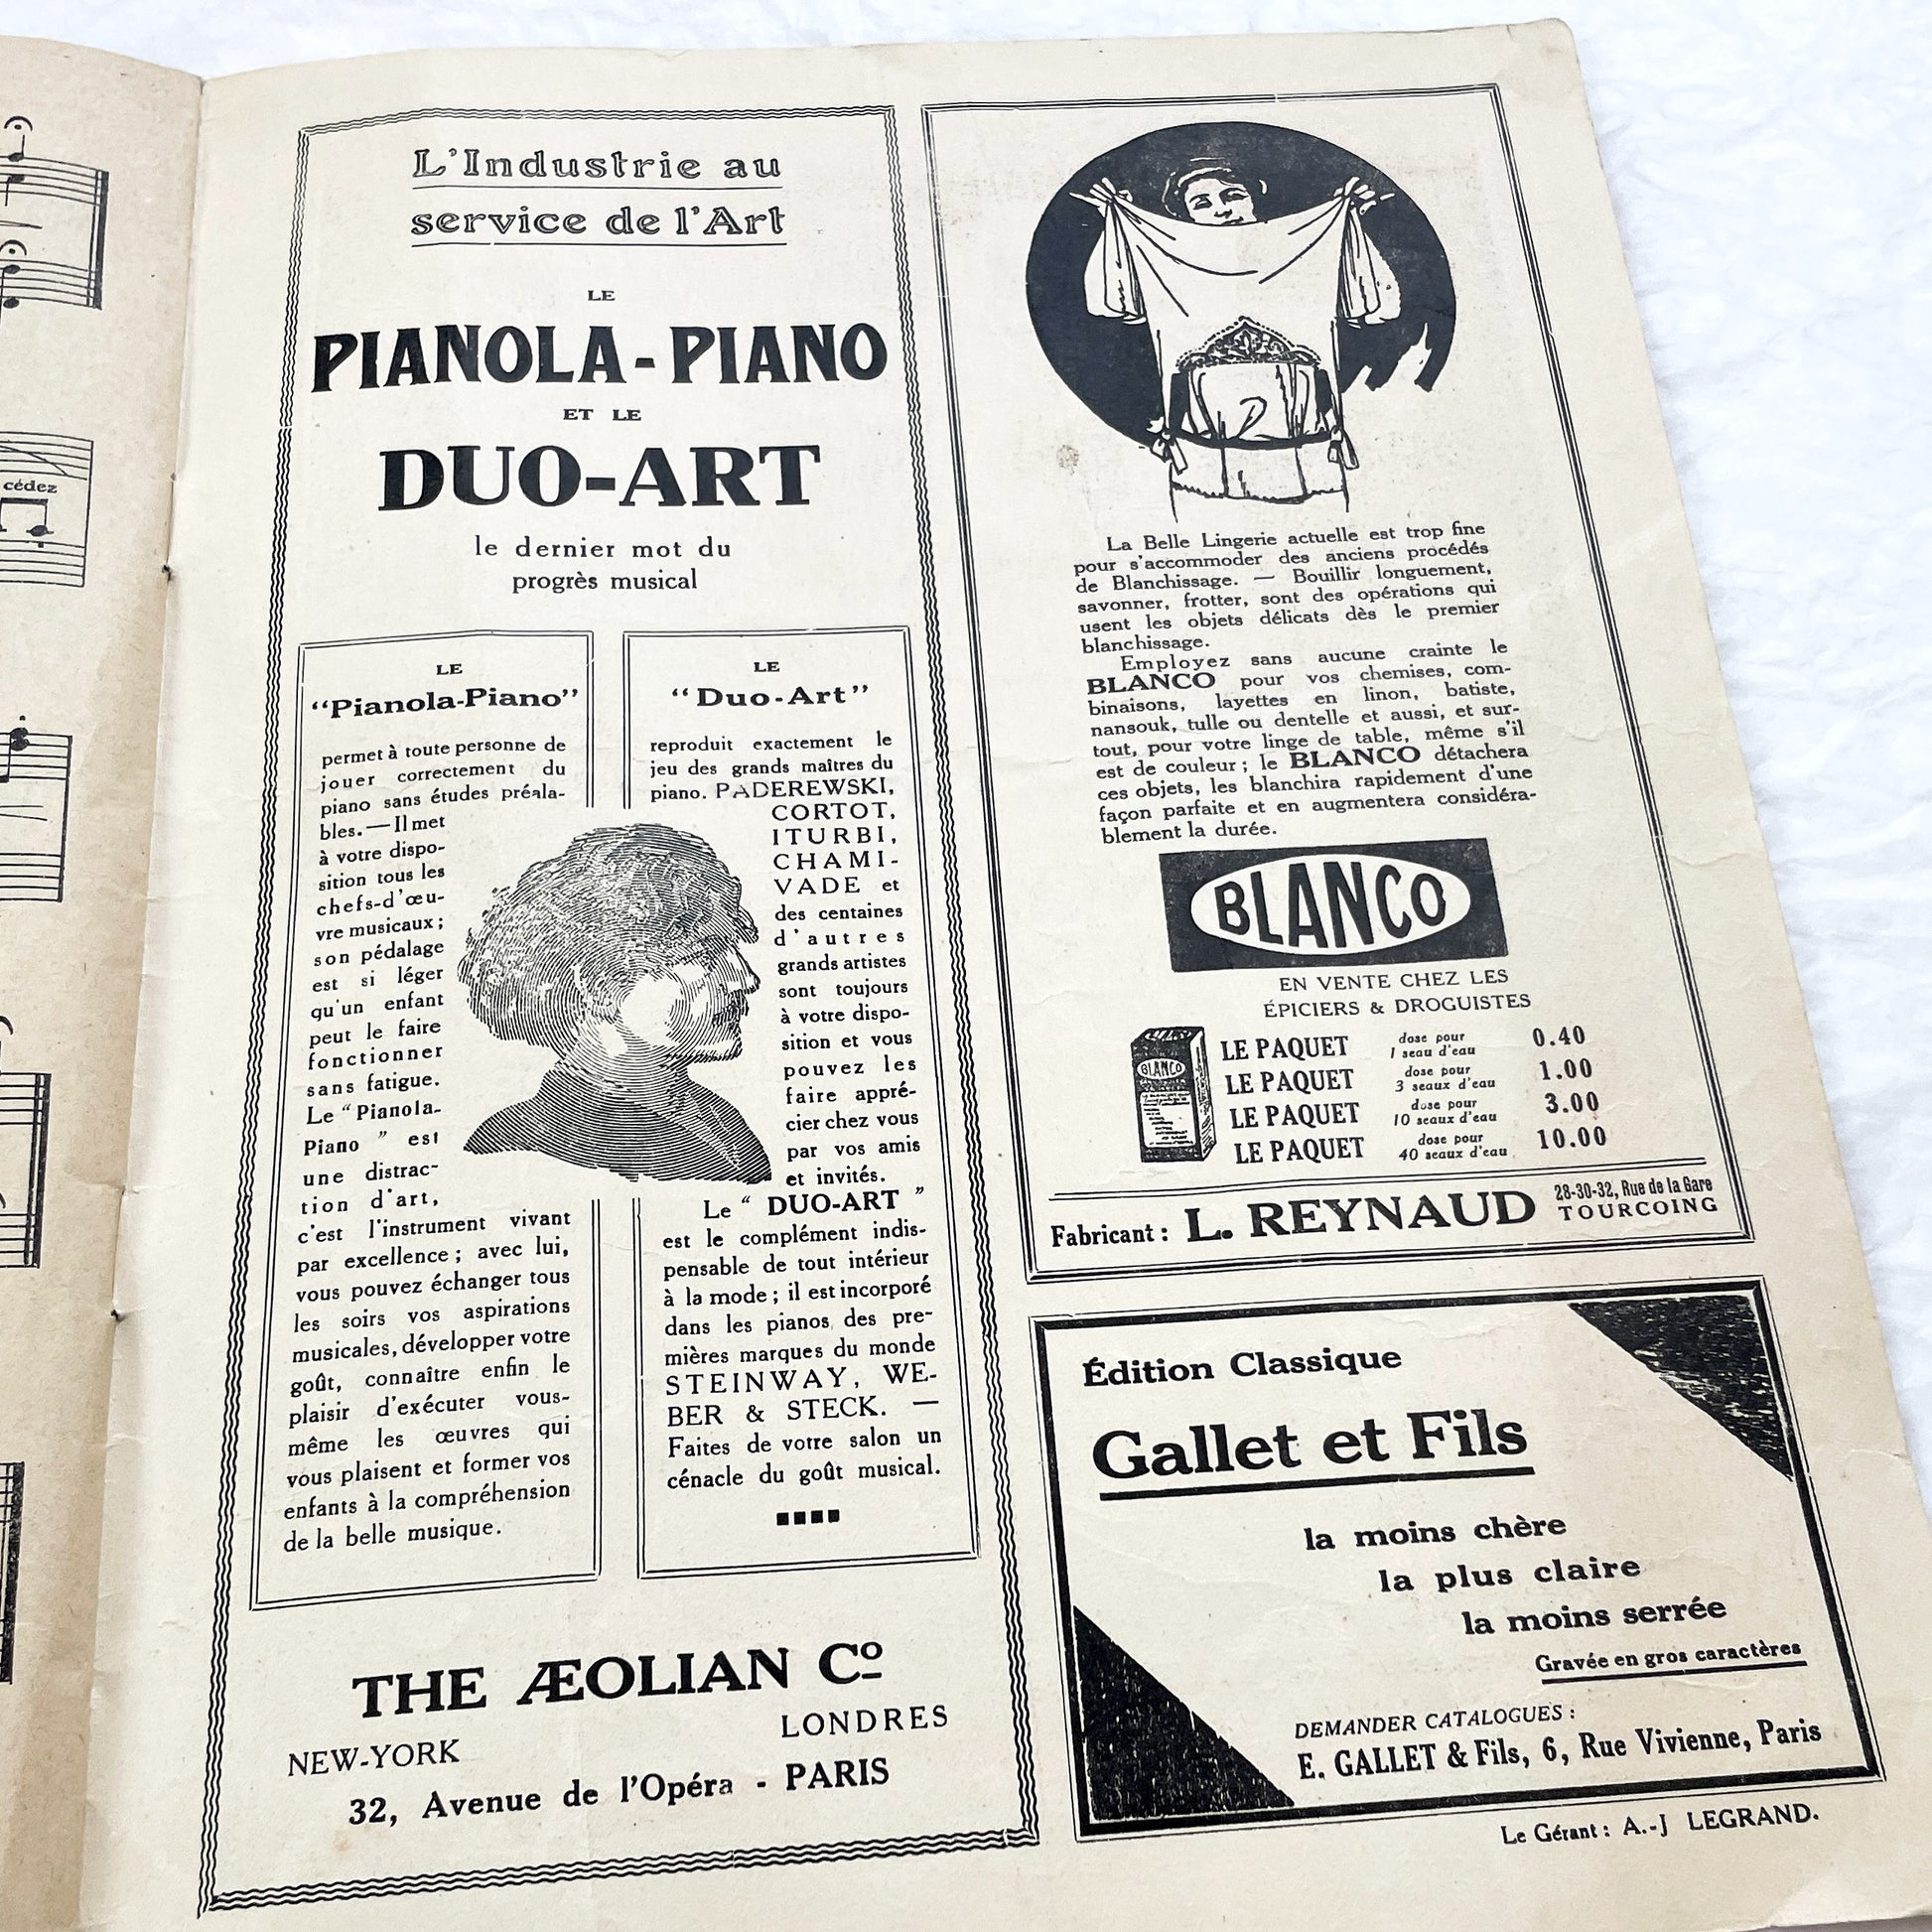 cédez
L'Industrie au
service de l'Art
LE
PIANOLA-PIANO
ET LE
DUO-ART
le dernier mot du
progrès musical
LE
“Pianola-Piano”
permet à toute personne de
jouer correctement du
piano sans études préala-
bles. — Il met
à votre dispo-
sition tous les
chefs-d'œu-
vre musicaux ;
son pédalage
est si léger
qu'un enfant
peut le faire
fonctionner
sans fatigue.
Le “ Pianola-
Piano ” est
une distrac-
tion d'art,
c'est l'instrument vivant
par excellence ; avec lui,
vous pouvez échanger tous
les soirs vos aspirations
musicales, développer votre
goût, connaître enfin le
plaisir d'exécuter vous-
même les œuvres qui
vous plaisent et former vos
enfants à la compréhension
de la belle musique.
LE
“Duo-Art”
reproduit exactement le
jeu des grands maîtres du
piano. PADEREWSKI,
CORTOT,
ITURBI,
CHAMI-
VADE et
des centaines
d'autres
grands artistes
sont toujours
à votre dispo-
sition et vous
pouvez les
faire appré-
cier chez vous
par vos amis
et invités.
Le “ DUO-ART ”
est le complément indis-
pensable de tout intérieur
à la mode ; il est incorporé
dans les pianos des pre-
mières marques du monde
STEINWAY, WE-
BER & STECK. —
Faites de votre salon un
cénacle du goût musical.
THE ÆOLIAN Cº
NEW-YORK LONDRES
32, Avenue de l'Opéra - PARIS
La Belle Lingerie actuelle est trop fine
pour s'accommoder des anciens procédés
de Blanchissage. — Bouillir longuement,
savonner, frotter, sont des opérations qui
usent les objets délicats dès le premier
blanchissage.
Employez sans aucune crainte le
BLANCO pour vos chemises, com-
binaisons, layettes en linon, batiste,
nansouk, tulle ou dentelle et aussi, et sur-
tout, pour votre linge de table, même s'il
est de couleur ; le BLANCO détachera
ces objets, les blanchira rapidement d'une
façon parfaite et en augmentera considéra-
blement la durée.
BLANCO
EN VENTE CHEZ LES
ÉPICIERS & DROGUISTES
BLANCO
LE PAQUET dose pour 1 seau d'eau 0.40
LE PAQUET dose pour 3 seaux d'eau 1.00
LE PAQUET dose pour 10 seaux d'eau 3.00
LE PAQUET dose pour 40 seaux d'eau 10.00
Fabricant : L. REYNAUD 28-30-32, Rue de la Gare
TOURCOING
Édition Classique
Gallet et Fils
la moins chère
la plus claire
la moins serrée
Gravée en gros caractères
DEMANDER CATALOGUES :
E. GALLET & Fils, 6, Rue Vivienne, Paris
Le Gérant : A.-J LEGRAND.